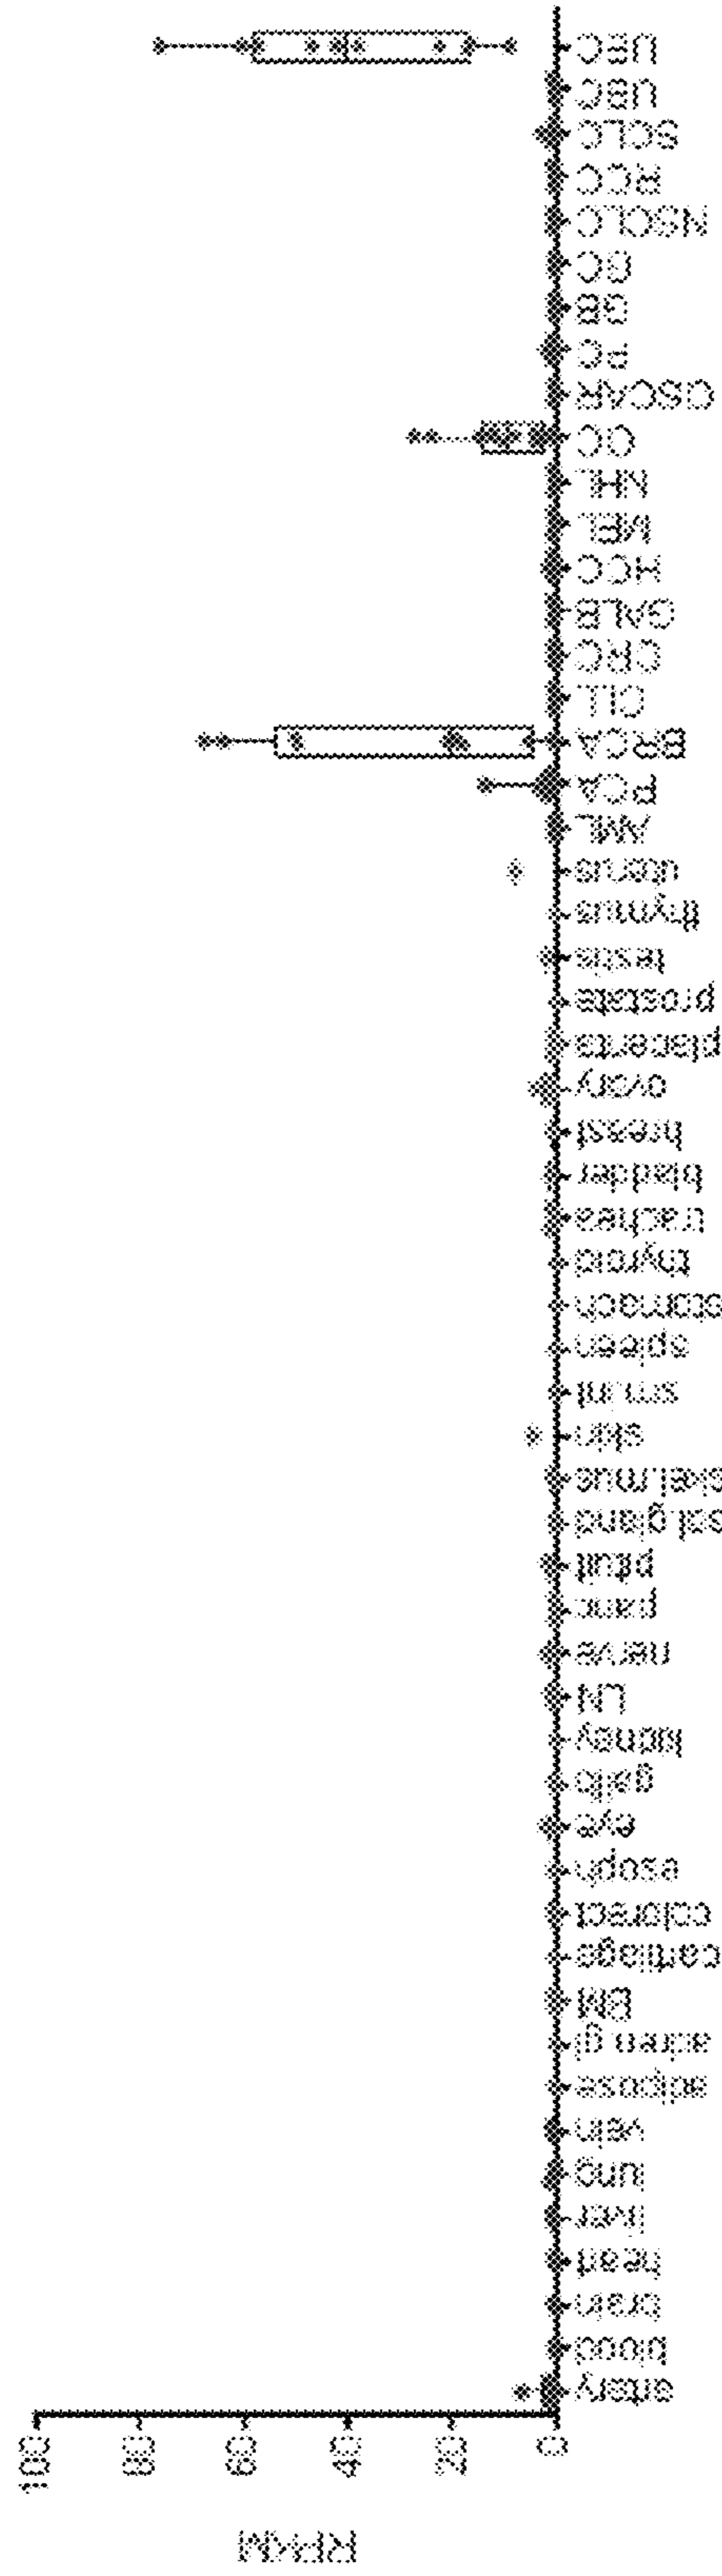 RPKM
100
80
60
40
20
0
artery
blood
brain
heart
liver
lung
vein
adipose
adren.gl
BM
cartilage
colorect
esoph
eye
gallb
kidney
LN
nerve
panc
pituit
sal.gland
skel.muc
skin
sm.int
spleen
stomach
thyroid
trachea
bladder
breast
ovary
placenta
prostate
testis
thymus
uterus
AML
PCA
BRCA
CLL
CRC
GALB
HCC
MEL
NHL
OC
OSCAR
PC
GB
GC
NSCLC
RCC
SCLC
UBC
UEC